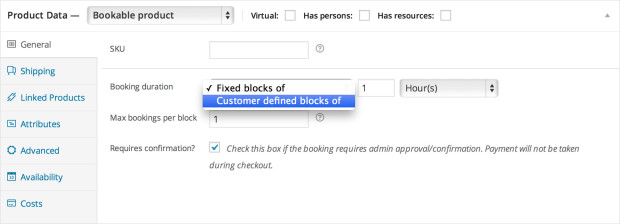 Product Data — Bookable product Virtual: Has persons: Has resources:
General
Shipping
Linked Products
Attributes
Advanced
Availability
Costs
SKU
Booking duration ✓ Fixed blocks of 1 Hour(s)
Customer defined blocks of
Max bookings per block 1
Requires confirmation? Check this box if the booking requires admin approval/confirmation. Payment will not be taken
during checkout.